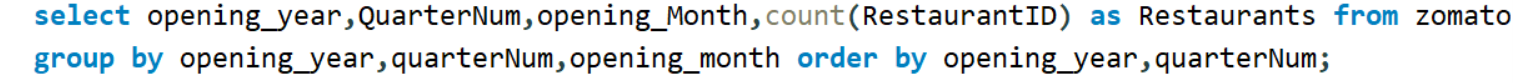 select opening_year,QuarterNum,opening_Month,count(RestaurantID) as Restaurants from zomato
group by opening_year,quarterNum,opening_month order by opening_year,quarterNum;